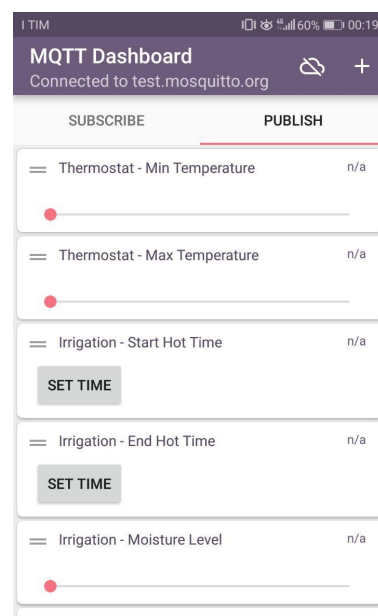 I TIM 4G 60% 00:19
MQTT Dashboard
Connected to test.mosquitto.org
SUBSCRIBE PUBLISH
Thermostat - Min Temperature n/a
Thermostat - Max Temperature n/a
Irrigation - Start Hot Time n/a
SET TIME
Irrigation - End Hot Time n/a
SET TIME
Irrigation - Moisture Level n/a